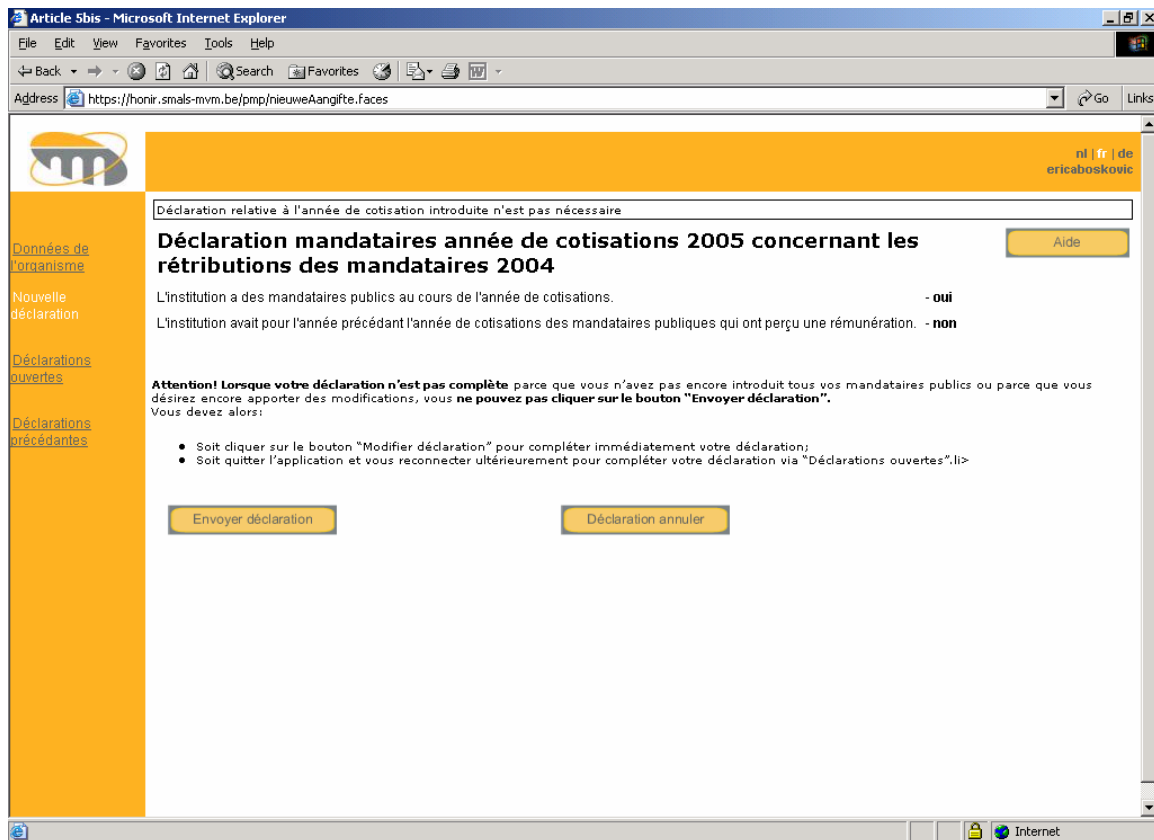 Article 5bis - Microsoft Internet Explorer
File Edit View Favorites Tools Help
Back Search Favorites
Address https://honir.smals-mvm.be/pmp/nieuweAangifte.faces Go Links
nl | fr | de
ericaboskovic
Déclaration relative à l'année de cotisation introduite n'est pas nécessaire
Déclaration mandataires année de cotisations 2005 concernant les
rétributions des mandataires 2004
Aide
Données de
l'organisme
Nouvelle
déclaration
Déclarations
ouvertes
Déclarations
précédantes
L'institution a des mandataires publics au cours de l'année de cotisations. - oui
L'institution avait pour l'année précédant l'année de cotisations des mandataires publiques qui ont perçu une rémunération. - non
Attention! Lorsque votre déclaration n'est pas complète parce que vous n'avez pas encore introduit tous vos mandataires publics ou parce que vous
désirez encore apporter des modifications, vous ne pouvez pas cliquer sur le bouton "Envoyer déclaration".
Vous devez alors:
• Soit cliquer sur le bouton "Modifier déclaration" pour compléter immédiatement votre déclaration;
• Soit quitter l'application et vous reconnecter ultérieurement pour compléter votre déclaration via "Déclarations ouvertes".li>
Envoyer déclaration
Déclaration annuler
Internet